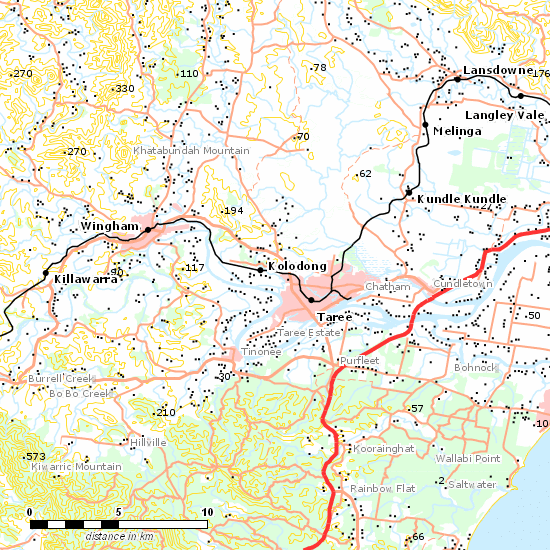 .78
Lansdowne
.270
.110
176
.330
Langley Vale
Melinga
.70
.270
Khatabundah Mountain
.62
Kundle Kundle
.194
.27
Wingham
.117
Kolodong
Killawarra
.90
Chatham
Cundletown
Taree
.50
Taree Estate
Tinonee
Purfleet
Bohnock
Burrell Creek
.30
Bo Bo Creek
.210
.57
.10
Hillville
Koorainghat
.573
Kiwarric Mountain
Wallabi Point
.2
Saltwater
Rainbow Flat
0 5 10
distance in km
.66